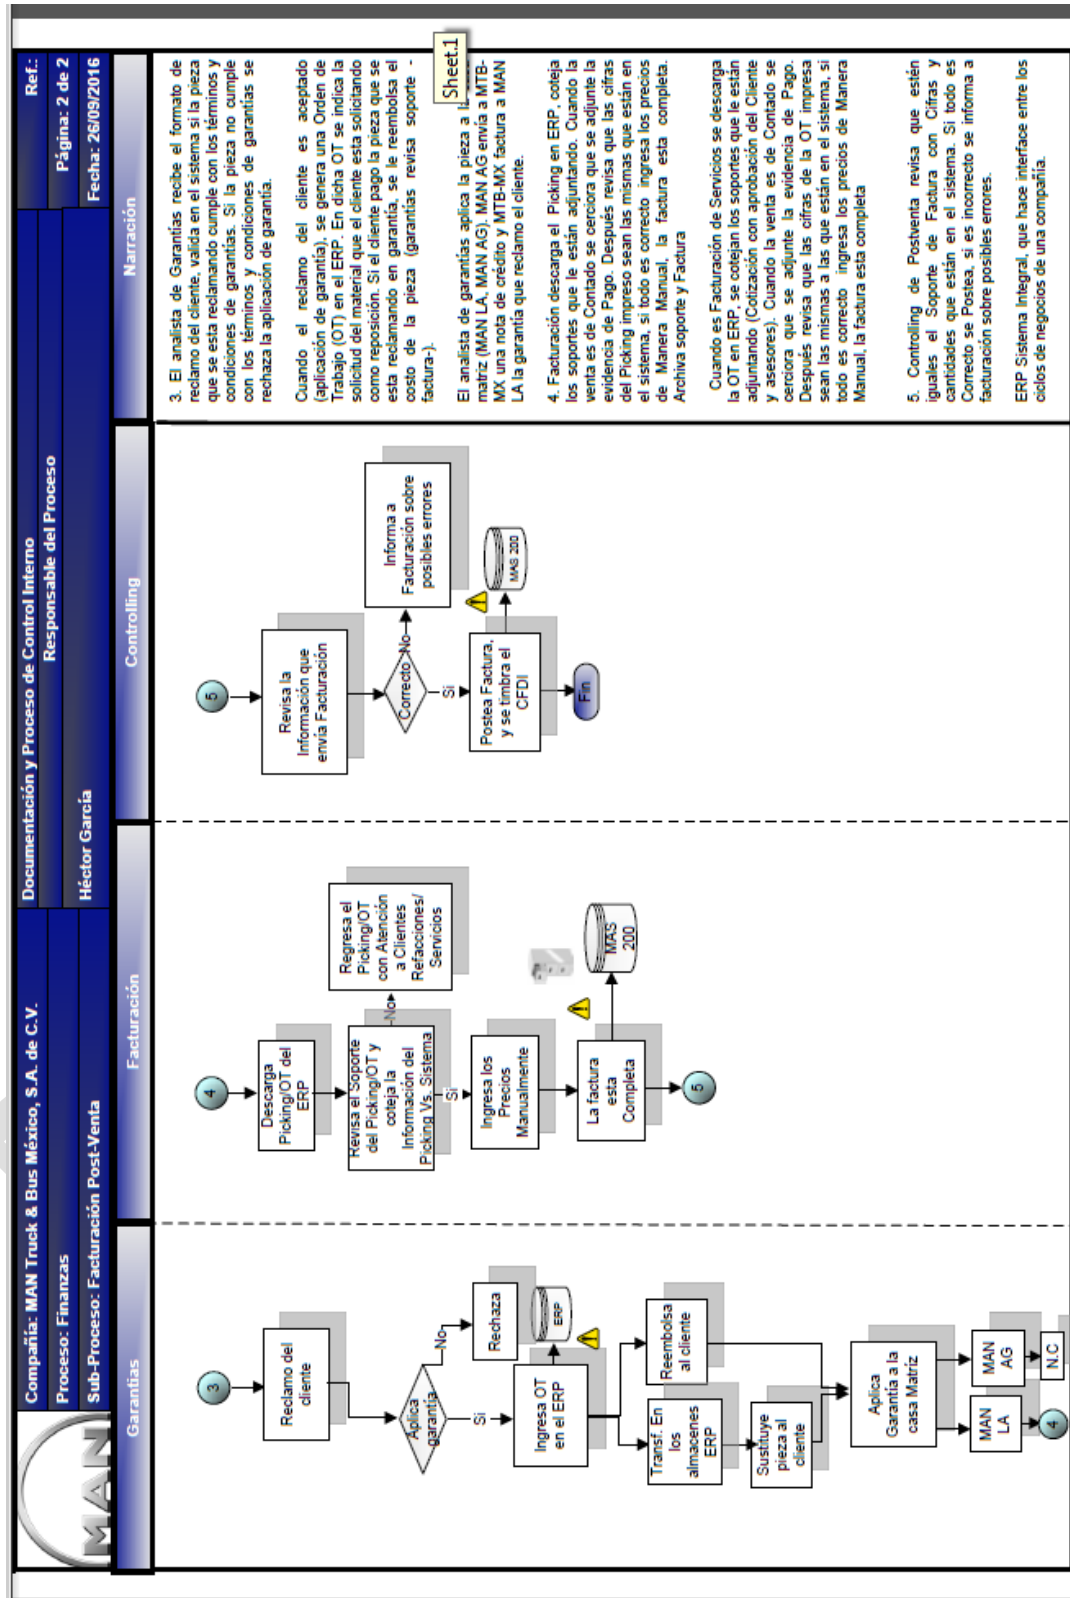 MAN
Compañía: MAN Truck & Bus México, S.A. de C.V.
Documentación y Proceso de Control Interno
Ref.:
Proceso: Finanzas
Responsable del Proceso
Página: 2 de 2
Sub-Proceso: Facturación Post-Venta
Héctor García
Fecha: 26/09/2016
Garantias
Facturación
Controlling
Narración
3
Reclamo del
cliente
Aplica
garantia
No
Rechaza
Si
Ingresa OT
en el ERP
ERP
Transf. En
los
almacenes
ERP
Reembolsa
al cliente
Sustituye
pieza al
cliente
Aplica
Garantía a la
casa Matríz
MAN
LA
MAN
AG
4
N.C
4
Descarga
Picking/OT del
ERP
Revisa el Soporte
del Picking/OT y
coteja la
Información del
Picking Vs. Sistema
No
Regresa el
Picking/OT
con Atención
a Clientes
Refacciones/
Servicios
Si
Ingresa los
Precios
Manualmente
La factura
esta
Completa
MAS
200
5
5
Revisa la
Información que
envía Facturación
Correcto
No
Informa a
Facturación sobre
posibles errores
Si
Postea Factura,
y se timbra el
CFDI
MAS 200
Fin
3. El analista de Garantías recibe el formato de
reclamo del cliente, valida en el sistema si la pieza
que se esta reclamando cumple con los términos y
condiciones de garantías. Si la pieza no cumple
con los términos y condiciones de garantías se
rechaza la aplicación de garantía.
Cuando el reclamo del cliente es aceptado
(aplicación de garantía), se genera una Orden de
Trabajo (OT) en el ERP. En dicha OT se indica la
solicitud del material que el cliente esta solicitando
como reposición. Si el cliente pago la pieza que se
esta reclamando en garantía, se le reembolsa el
costo de la pieza (garantías revisa soporte -
factura-).
Sheet.1
El analista de garantías aplica la pieza a la
matriz (MAN LA, MAN AG), MAN AG envía a MTB-
MX una nota de crédito y MTB-MX factura a MAN
LA la garantía que reclamo el cliente.
4. Facturación descarga el Picking en ERP, coteja
los soportes que le están adjuntando. Cuando la
venta es de Contado se cerciora que se adjunte la
evidencia de Pago. Después revisa que las cifras
del Picking impreso sean las mismas que están en
el sistema, si todo es correcto ingresa los precios
de Manera Manual, la factura esta completa.
Archiva soporte y Factura
Cuando es Facturación de Servicios se descarga
la OT en ERP, se cotejan los soportes que le están
adjuntando (Cotización con aprobación del Cliente
y asesores). Cuando la venta es de Contado se
cerciora que se adjunte la evidencia de Pago.
Después revisa que las cifras de la OT impresa
sean las mismas a las que están en el sistema, si
todo es correcto ingresa los precios de Manera
Manual, la factura esta completa
5. Controlling de Postventa revisa que estén
iguales el Soporte de Factura con Cifras y
cantidades que están en el sistema. Si todo es
Correcto se Postea, si es incorrecto se informa a
facturación sobre posibles errores.
ERP Sistema Integral, que hace interface entre los
ciclos de negocios de una compañía.